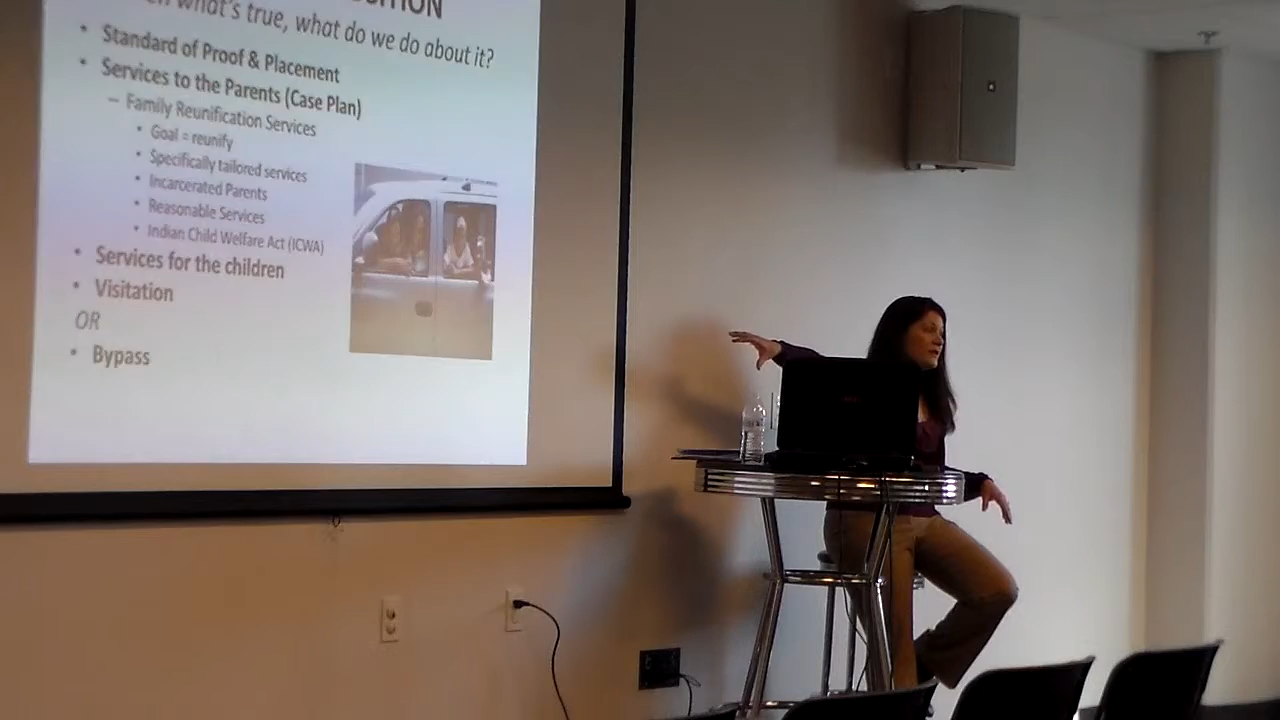 what's true, what do we do about it?
• Standard of Proof & Placement
• Services to the Parents (Case Plan)
– Family Reunification Services
• Goal = reunify
• Specifically tailored services
• Incarcerated Parents
• Reasonable Services
• Indian Child Welfare Act (ICWA)
• Services for the children
• Visitation
OR
• Bypass